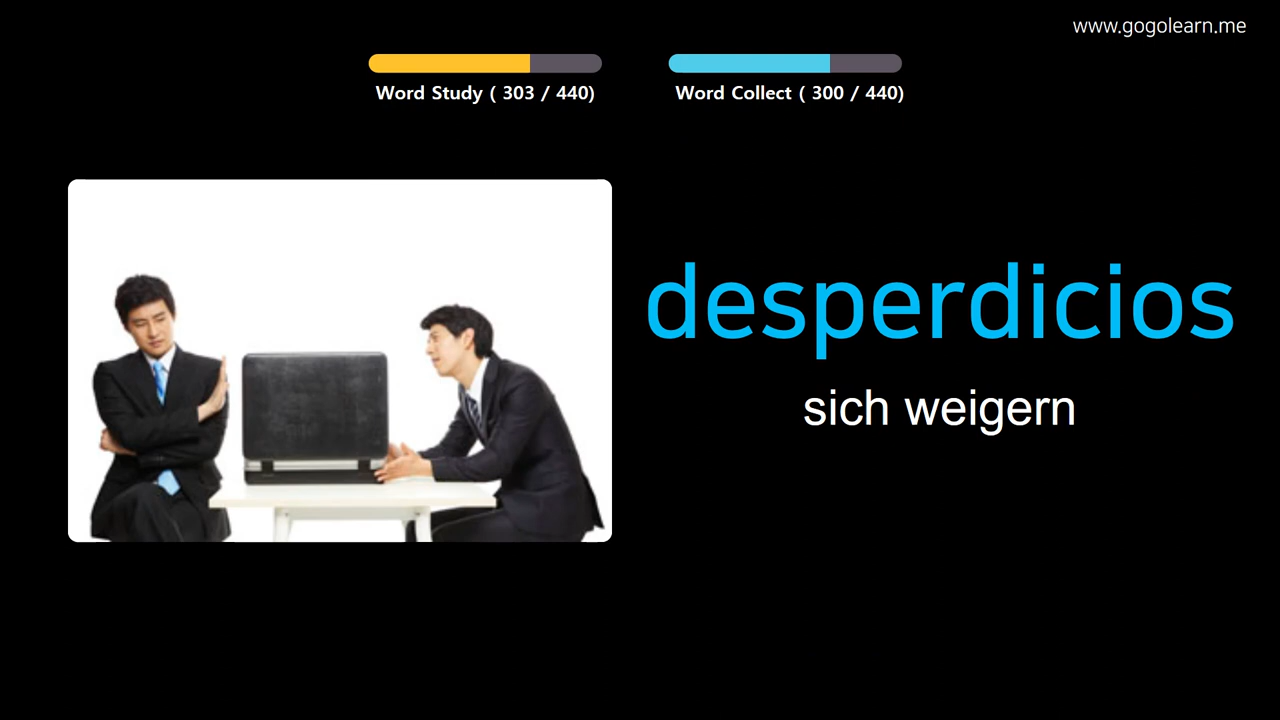 www.gogolearn.me
Word Study ( 303 / 440)
Word Collect ( 300 / 440)
desperdicios
sich weigern